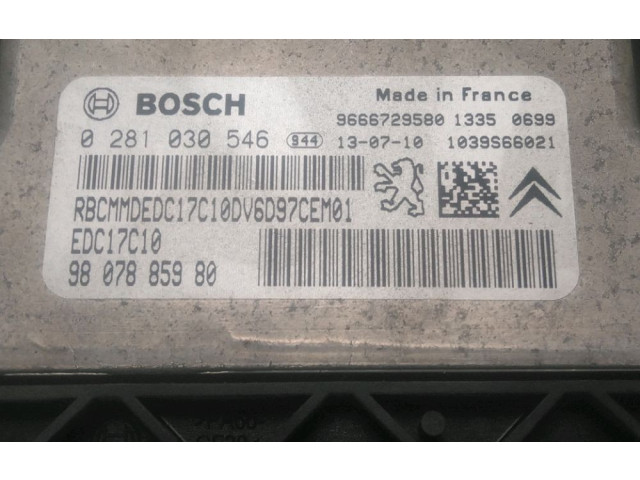 BOSCH
Made in France
9666729580 1335 0699
0 281 030 546 944 13-07-10 1039S66021
RBCMMDEDC17C10DV6D97CEM01
EDC17C10
98 078 859 80